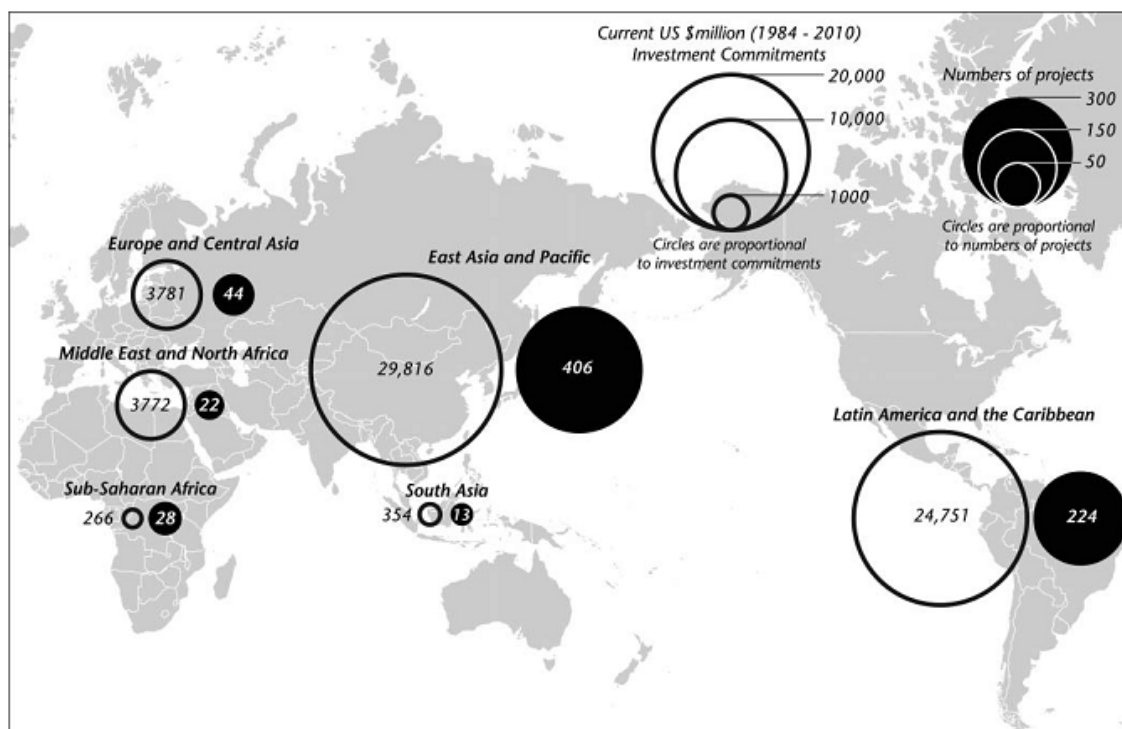 Current US $million (1984 - 2010)
Investment Commitments
20,000
10,000
1000
Circles are proportional
to investment commitments
Numbers of projects
300
150
50
Circles are proportional
to numbers of projects
Europe and Central Asia
3781
44
East Asia and Pacific
29,816
406
Middle East and North Africa
3772
22
Latin America and the Caribbean
24,751
224
Sub-Saharan Africa
266
28
South Asia
354
13